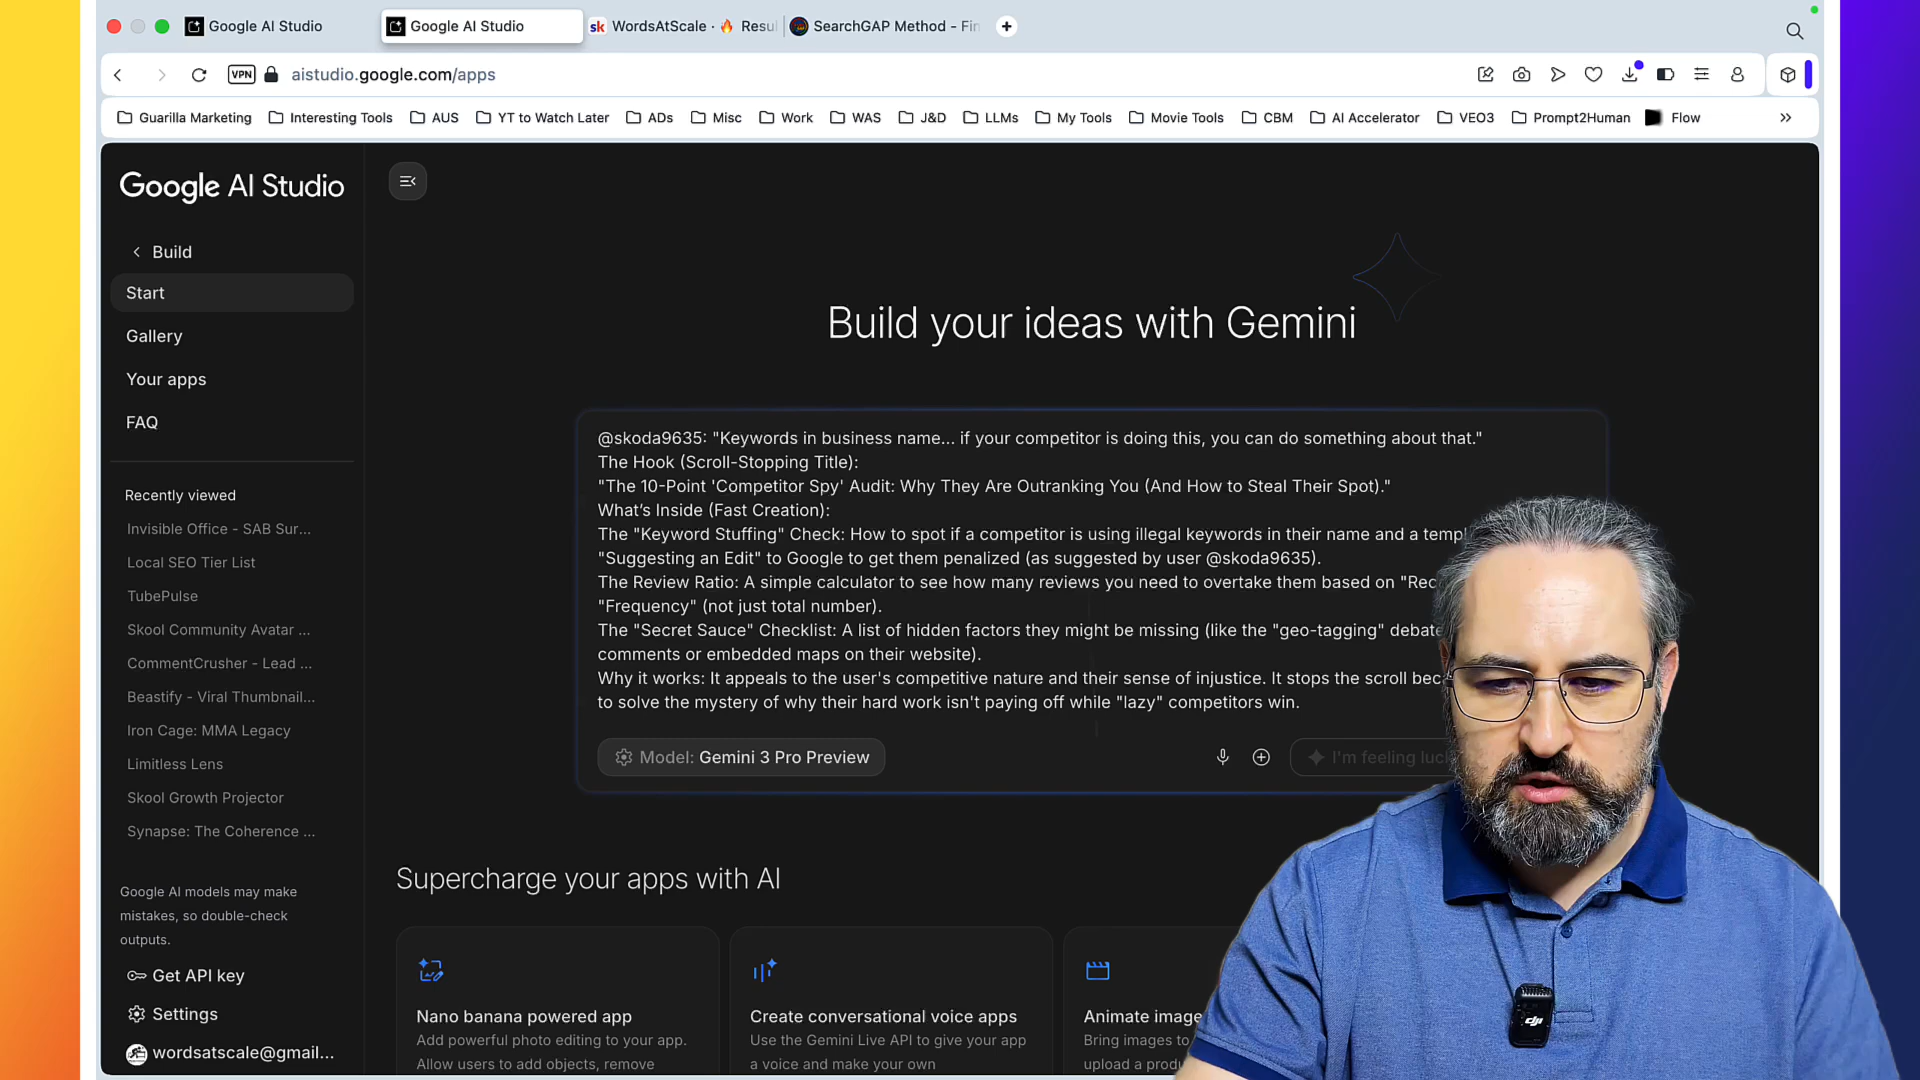 Google AI Studio
Google AI Studio
sk WordsAtScale · 🔥 Resu
SearchGAP Method - Fin
VPN
aistudio.google.com/apps
Guarilla Marketing
Interesting Tools
AUS
YT to Watch Later
ADs
Misc
Work
WAS
J&D
LLMs
My Tools
Movie Tools
CBM
AI Accelerator
VEO3
Prompt2Human
Flow
Google AI Studio
Build
Start
Gallery
Your apps
FAQ
Recently viewed
Invisible Office - SAB Sur...
Local SEO Tier List
TubePulse
Skool Community Avatar ...
CommentCrusher - Lead ...
Beastify - Viral Thumbnail...
Iron Cage: MMA Legacy
Limitless Lens
Skool Growth Projector
Synapse: The Coherence ...
Google AI models may make
mistakes, so double-check
outputs.
Get API key
Settings
wordsatscale@gmail...
Build your ideas with Gemini
@skoda9635: "Keywords in business name... if your competitor is doing this, you can do something about that."
The Hook (Scroll-Stopping Title):
"The 10-Point 'Competitor Spy' Audit: Why They Are Outranking You (And How to Steal Their Spot)."
What's Inside (Fast Creation):
The "Keyword Stuffing" Check: How to spot if a competitor is using illegal keywords in their name and a templ
"Suggesting an Edit" to Google to get them penalized (as suggested by user @skoda9635).
The Review Ratio: A simple calculator to see how many reviews you need to overtake them based on "Rec
"Frequency" (not just total number).
The "Secret Sauce" Checklist: A list of hidden factors they might be missing (like the "geo-tagging" debate
comments or embedded maps on their website).
Why it works: It appeals to the user's competitive nature and their sense of injustice. It stops the scroll bec
to solve the mystery of why their hard work isn't paying off while "lazy" competitors win.
Model: Gemini 3 Pro Preview
I'm feeling luc
Supercharge your apps with AI
Nano banana powered app
Add powerful photo editing to your app.
Allow users to add objects, remove
Create conversational voice apps
Use the Gemini Live API to give your app
a voice and make your own
Animate image
Bring images to
upload a produ
dji